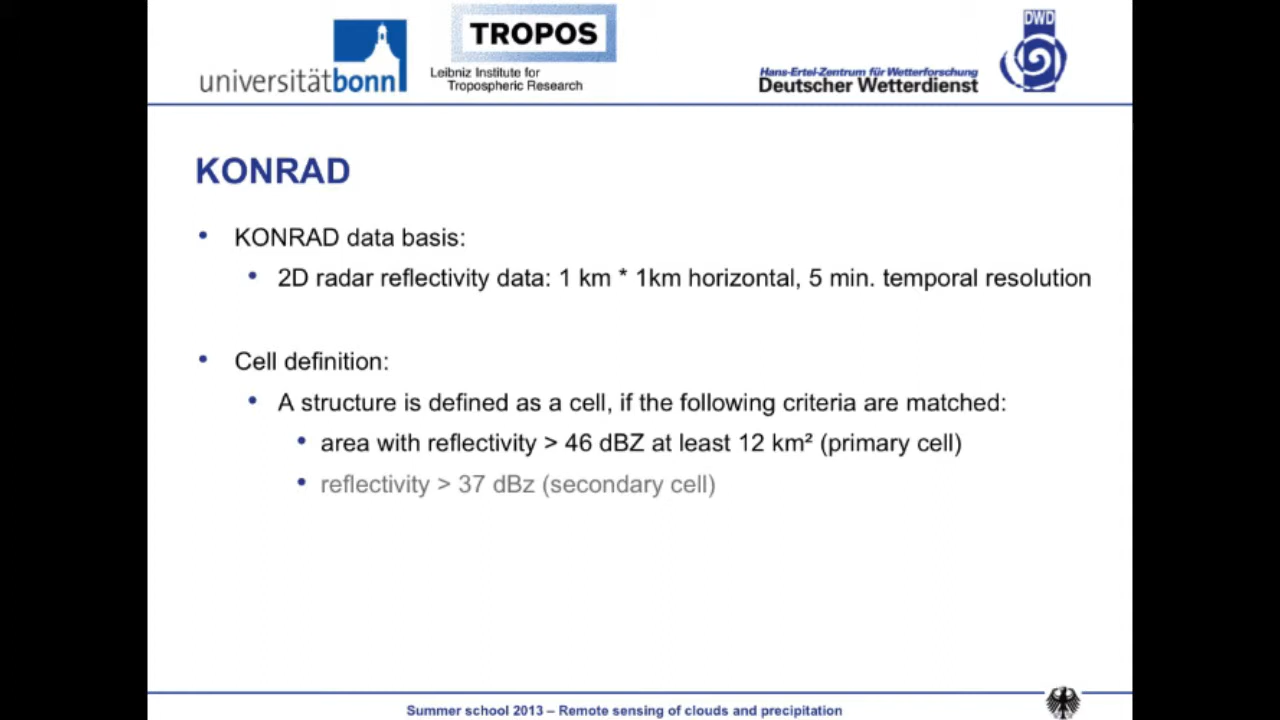 universitätbonn
TROPOS
Leibniz Institute for
Tropospheric Research
Hans-Ertel-Zentrum für Wetterforschung
Deutscher Wetterdienst
DWD
KONRAD
• KONRAD data basis:
• 2D radar reflectivity data: 1 km * 1km horizontal, 5 min. temporal resolution
• Cell definition:
• A structure is defined as a cell, if the following criteria are matched:
• area with reflectivity > 46 dBZ at least 12 km² (primary cell)
• reflectivity > 37 dBz (secondary cell)
Summer school 2013 – Remote sensing of clouds and precipitation